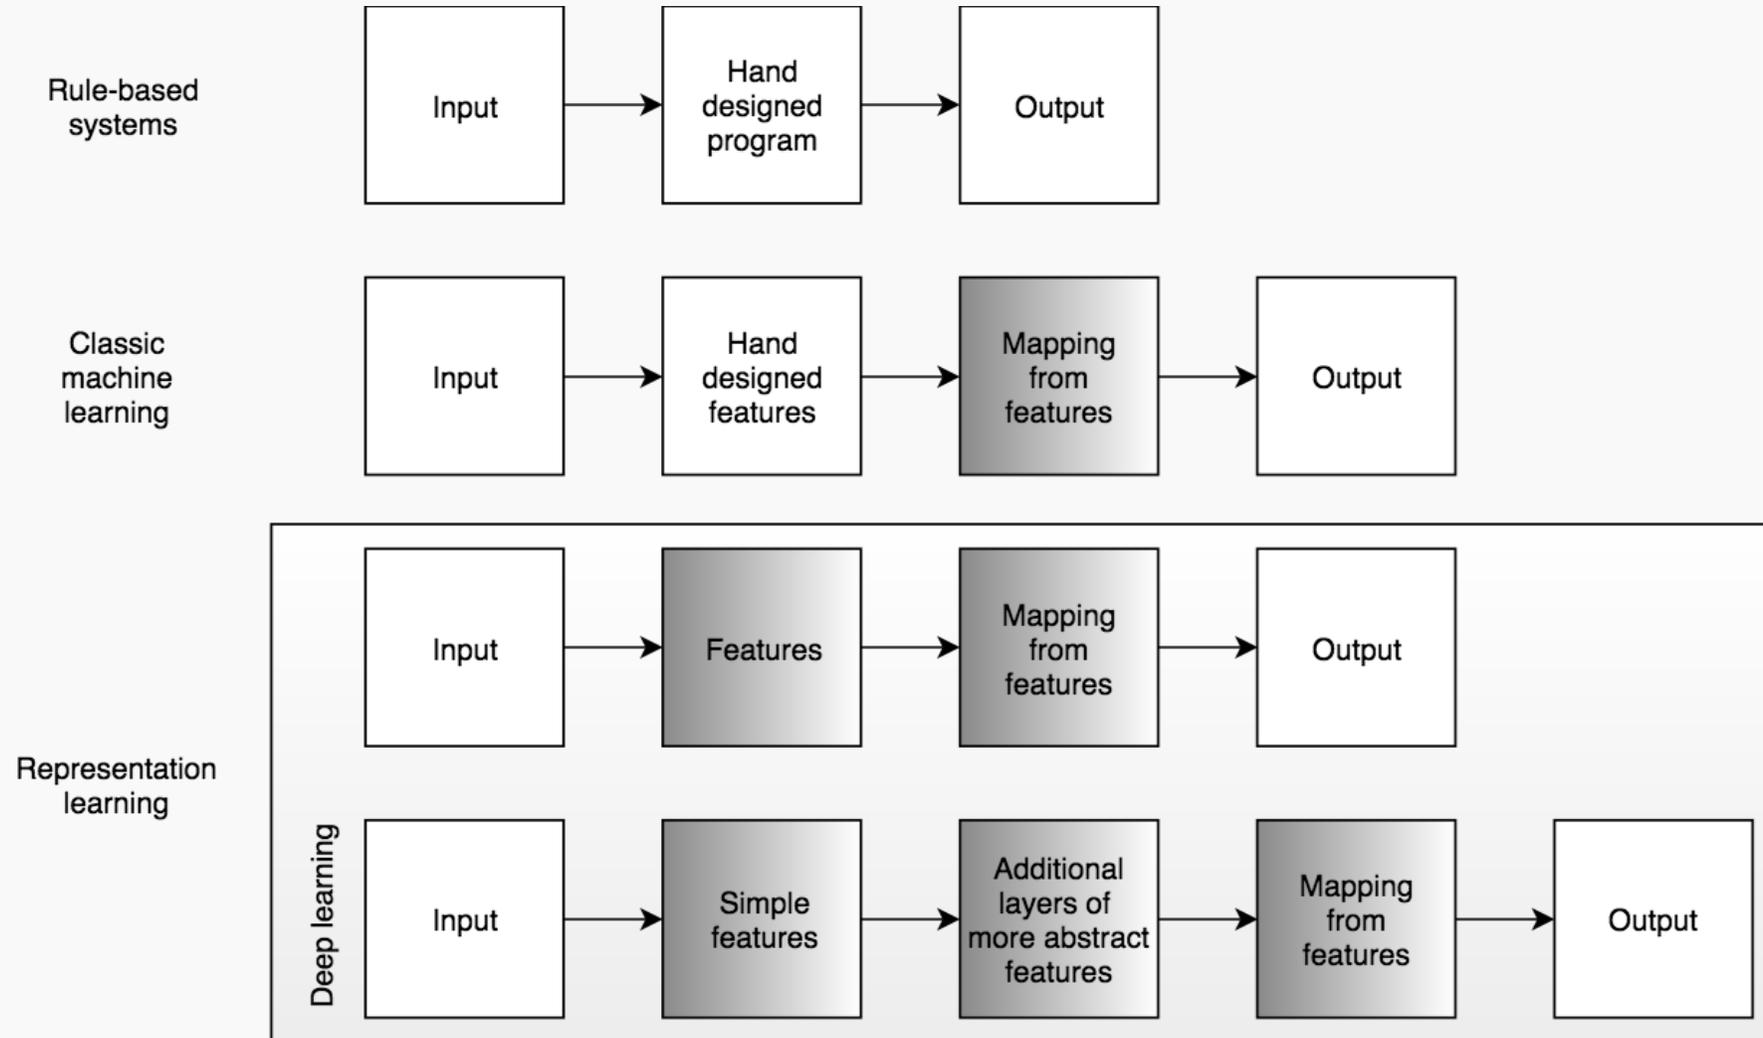 Rule-based
systems
Input
Hand
designed
program
Output
Classic
machine
learning
Input
Hand
designed
features
Mapping
from
features
Output
Representation
learning
Input
Features
Mapping
from
features
Output
Deep learning
Input
Simple
features
Additional
layers of
more abstract
features
Mapping
from
features
Output